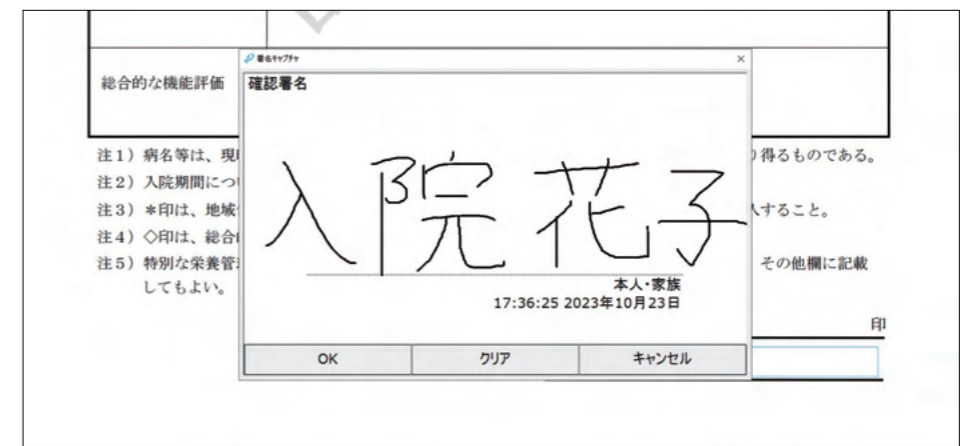 総合的な機能評価
署名キャプチャ
×
確認署名
入院 花子
本人・家族
17:36:25 2023年10月23日
OK
クリア
キャンセル
注1）病名等は、現
り得るものである。
注2）入院期間につ
注3）＊印は、地域
すること。
注4）◇印は、総合
注5）特別な栄養管
その他欄に記載
してもよい。
印